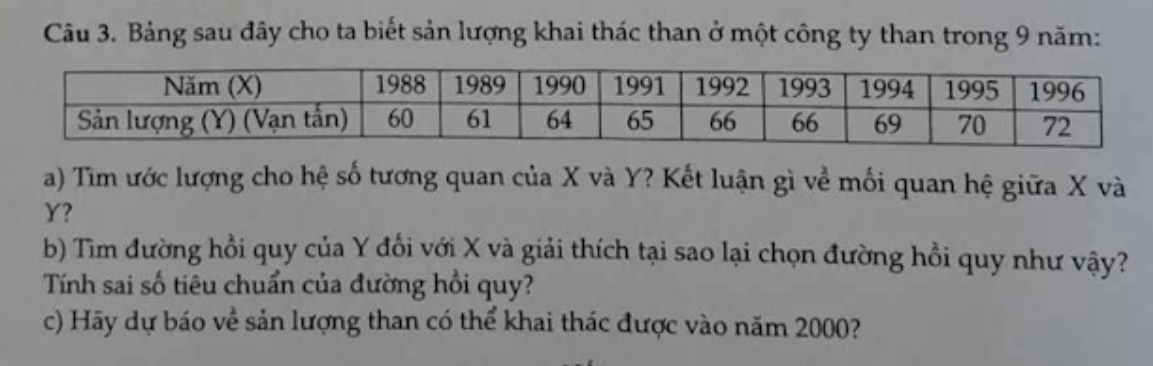 Câu 3. Bảng sau đây cho ta biết sản lượng khai thác than ở một công ty than trong 9 năm:
Năm (X) 1988 1989 1990 1991 1992 1993 1994 1995 1996
Sản lượng (Y) (Vạn tấn) 60 61 64 65 66 66 69 70 72
a) Tìm ước lượng cho hệ số tương quan của X và Y? Kết luận gì về mối quan hệ giữa X và
Y?
b) Tìm đường hồi quy của Y đối với X và giải thích tại sao lại chọn đường hồi quy như vậy?
Tính sai số tiêu chuẩn của đường hồi quy?
c) Hãy dự báo về sản lượng than có thể khai thác được vào năm 2000?